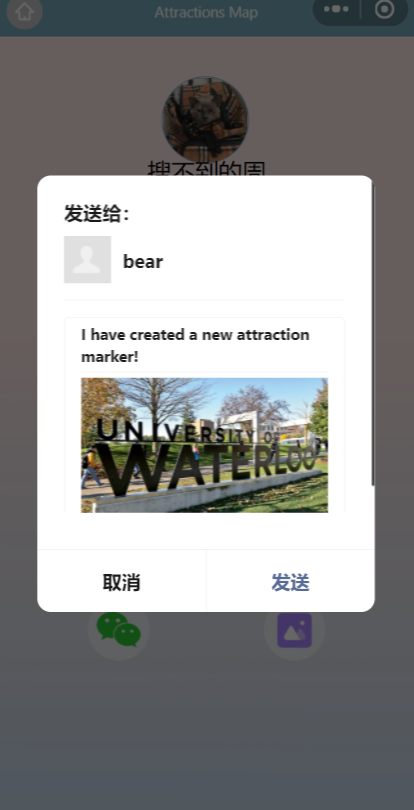 Attractions Map
搜不到的周
发送给：
bear
I have created a new attraction
marker!
UNIVERSITY OF
WATERLOO
取消
发送